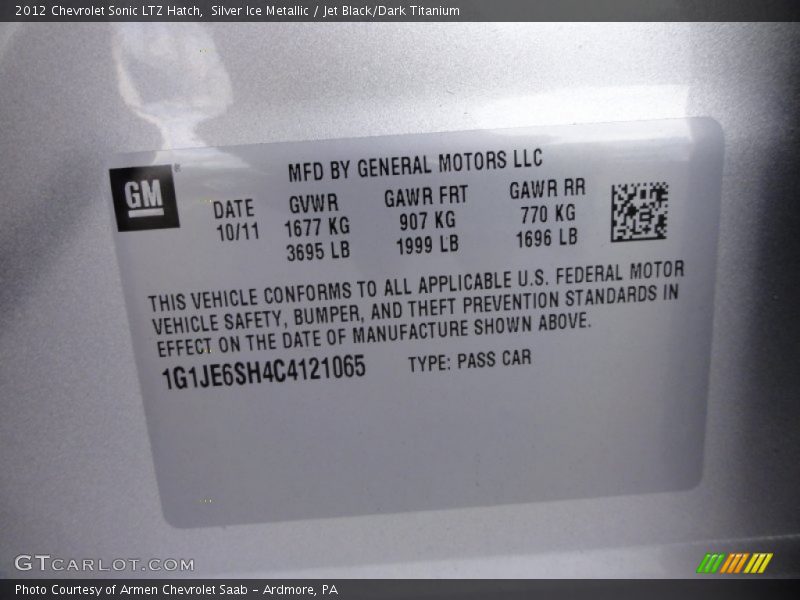 2012 Chevrolet Sonic LTZ Hatch,  Silver Ice Metallic / Jet Black/Dark Titanium
MFD BY GENERAL MOTORS LLC
GM®
DATE GVWR GAWR FRT GAWR RR
10/11 1677 KG 907 KG 770 KG
3695 LB 1999 LB 1696 LB
THIS VEHICLE CONFORMS TO ALL APPLICABLE U.S. FEDERAL MOTOR
VEHICLE SAFETY, BUMPER, AND THEFT PREVENTION STANDARDS IN
EFFECT ON THE DATE OF MANUFACTURE SHOWN ABOVE.
1G1JE6SH4C4121065 TYPE: PASS CAR
GTCARLOT.COM
Photo Courtesy of Armen Chevrolet Saab - Ardmore, PA